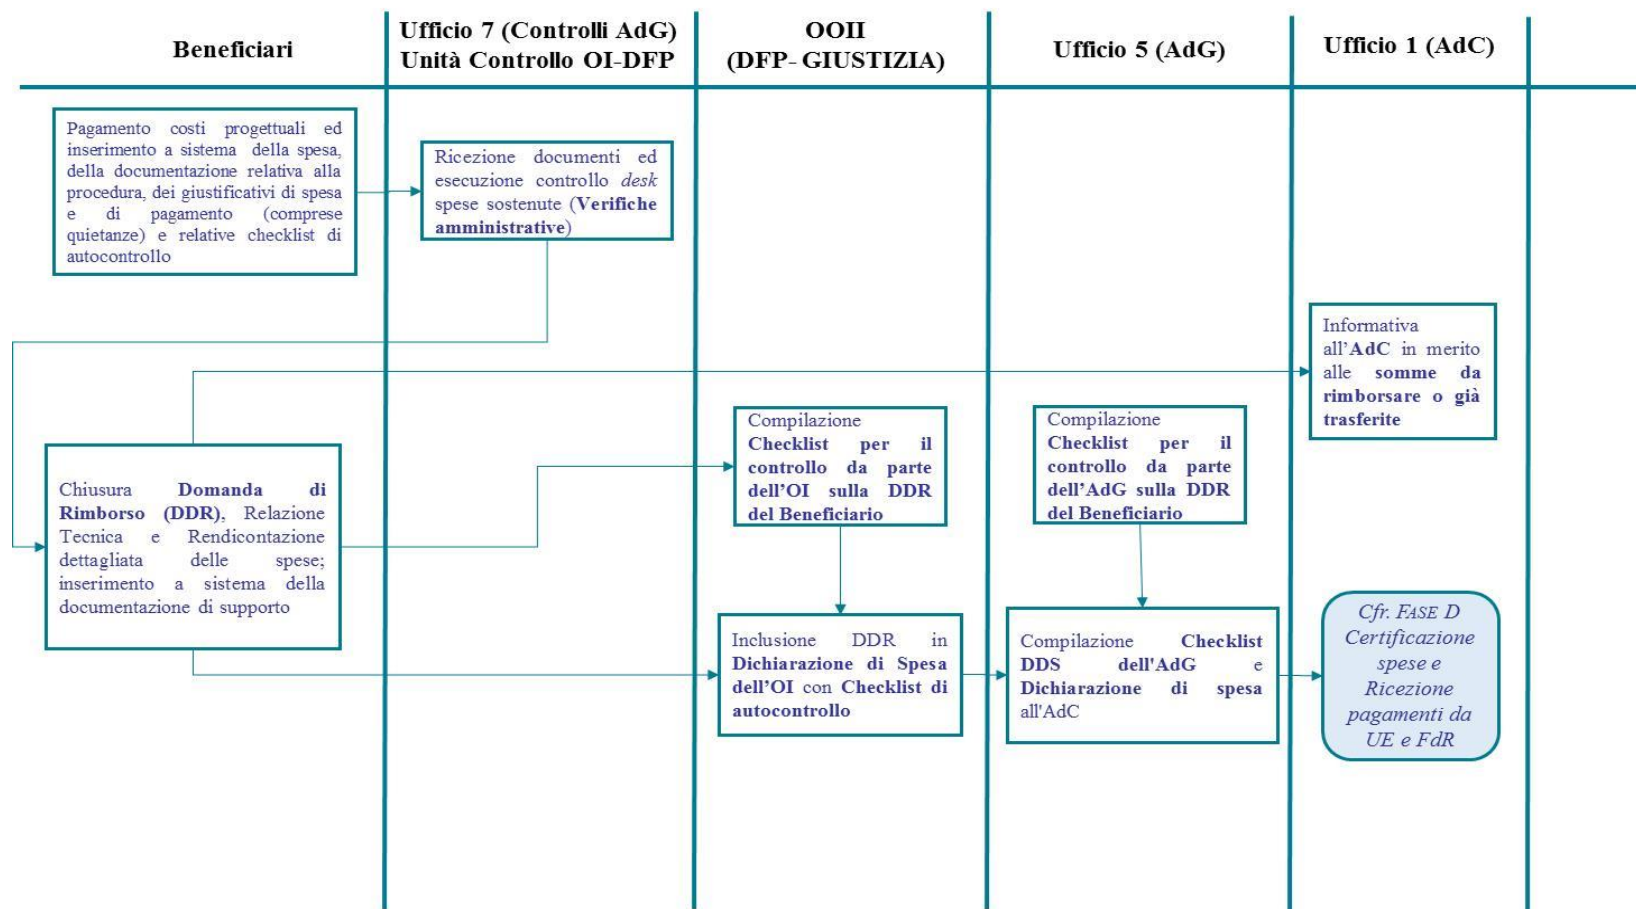 Beneficiari
Ufficio 7 (Controlli AdG)
Unità Controllo OI-DFP
OOII
(DFP- GIUSTIZIA)
Ufficio 5 (AdG)
Ufficio 1 (AdC)
Pagamento costi progettuali ed
inserimento a sistema della spesa,
della documentazione relativa alla
procedura, dei giustificativi di spesa
e di pagamento (comprese
quietanze) e relative checklist di
autocontrollo
Ricezione documenti ed
esecuzione controllo desk
spese sostenute (Verifiche
amministrative)
Informativa
all'AdC in merito
alle somme da
rimborsare o già
trasferite
Compilazione
Checklist per il
controllo da parte
dell'OI sulla DDR
del Beneficiario
Compilazione
Checklist per il
controllo da parte
dell'AdG sulla DDR
del Beneficiario
Chiusura Domanda di
Rimborso (DDR), Relazione
Tecnica e Rendicontazione
dettagliata delle spese;
inserimento a sistema della
documentazione di supporto
Inclusione DDR in
Dichiarazione di Spesa
dell'OI con Checklist di
autocontrollo
Compilazione Checklist
DDS dell'AdG e
Dichiarazione di spesa
all'AdC
Cfr. FASE D
Certificazione
spese e
Ricezione
pagamenti da
UE e FdR